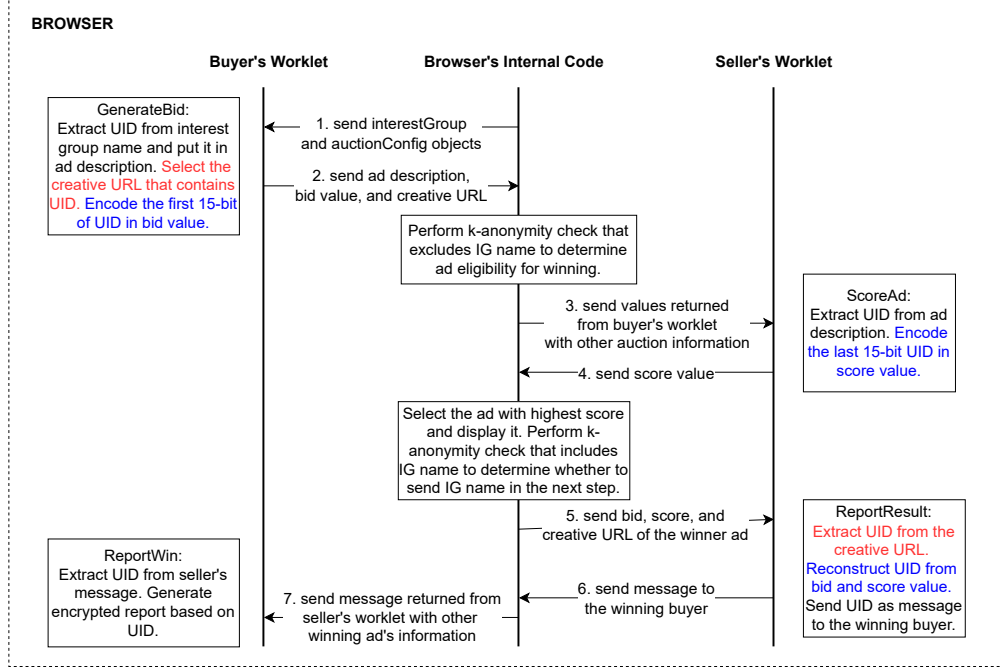 BROWSER
Buyer's Worklet
Browser's Internal Code
Seller's Worklet
GenerateBid:
Extract UID from interest
group name and put it in
ad description. Select the
creative URL that contains
UID. Encode the first 15-bit
of UID in bid value.
1. send interestGroup
and auctionConfig objects
2. send ad description,
bid value, and creative URL
Perform k-anonymity check that
excludes IG name to determine
ad eligibility for winning.
3. send values returned
from buyer's worklet
with other auction information
ScoreAd:
Extract UID from ad
description. Encode
the last 15-bit UID in
score value.
4. send score value
Select the ad with highest score
and display it. Perform k-
anonymity check that includes
IG name to determine whether to
send IG name in the next step.
5. send bid, score, and
creative URL of the winner ad
ReportResult:
Extract UID from the
creative URL.
Reconstruct UID from
bid and score value.
Send UID as message
to the winning buyer.
6. send message to
the winning buyer
7. send message returned from
seller's worklet with other
winning ad's information
ReportWin:
Extract UID from seller's
message. Generate
encrypted report based on
UID.